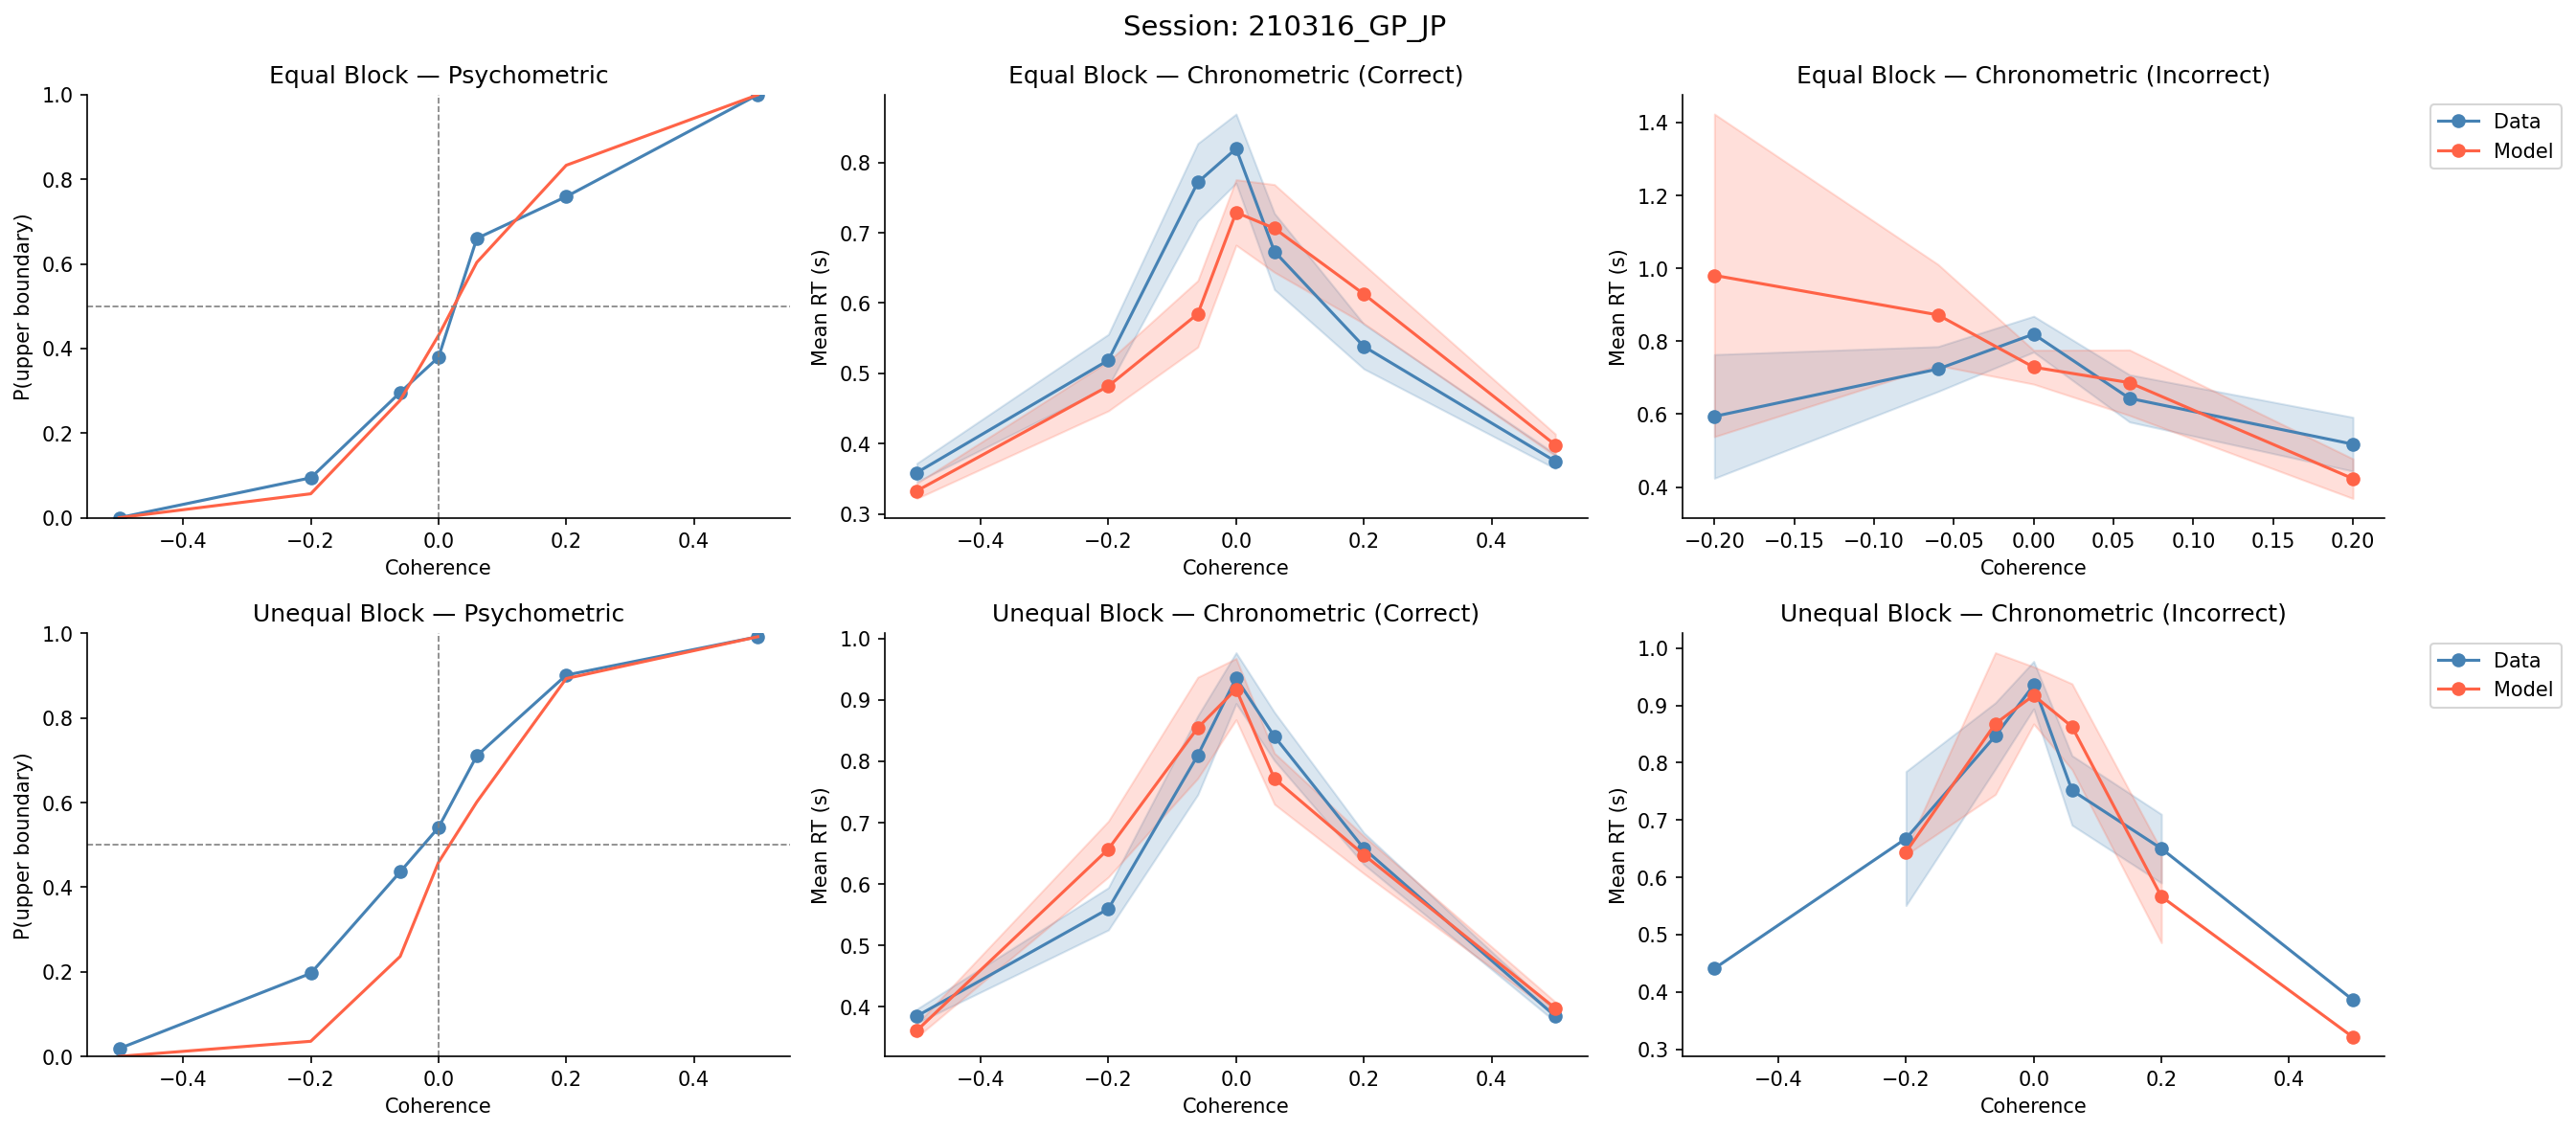 Session: 210316_GP_JP
Equal Block — Psychometric
1.0
0.8
0.6
0.4
0.2
0.0
P(upper boundary)
−0.4 −0.2 0.0 0.2 0.4
Coherence
Equal Block — Chronometric (Correct)
0.8
0.7
0.6
0.5
0.4
0.3
Mean RT (s)
−0.4 −0.2 0.0 0.2 0.4
Coherence
Equal Block — Chronometric (Incorrect)
1.4
1.2
1.0
0.8
0.6
0.4
Mean RT (s)
−0.20 −0.15 −0.10 −0.05 0.00 0.05 0.10 0.15 0.20
Coherence
Data
Model
Unequal Block — Psychometric
1.0
0.8
0.6
0.4
0.2
0.0
P(upper boundary)
−0.4 −0.2 0.0 0.2 0.4
Coherence
Unequal Block — Chronometric (Correct)
1.0
0.9
0.8
0.7
0.6
0.5
0.4
Mean RT (s)
−0.4 −0.2 0.0 0.2 0.4
Coherence
Unequal Block — Chronometric (Incorrect)
1.0
0.9
0.8
0.7
0.6
0.5
0.4
0.3
Mean RT (s)
−0.4 −0.2 0.0 0.2 0.4
Coherence
Data
Model